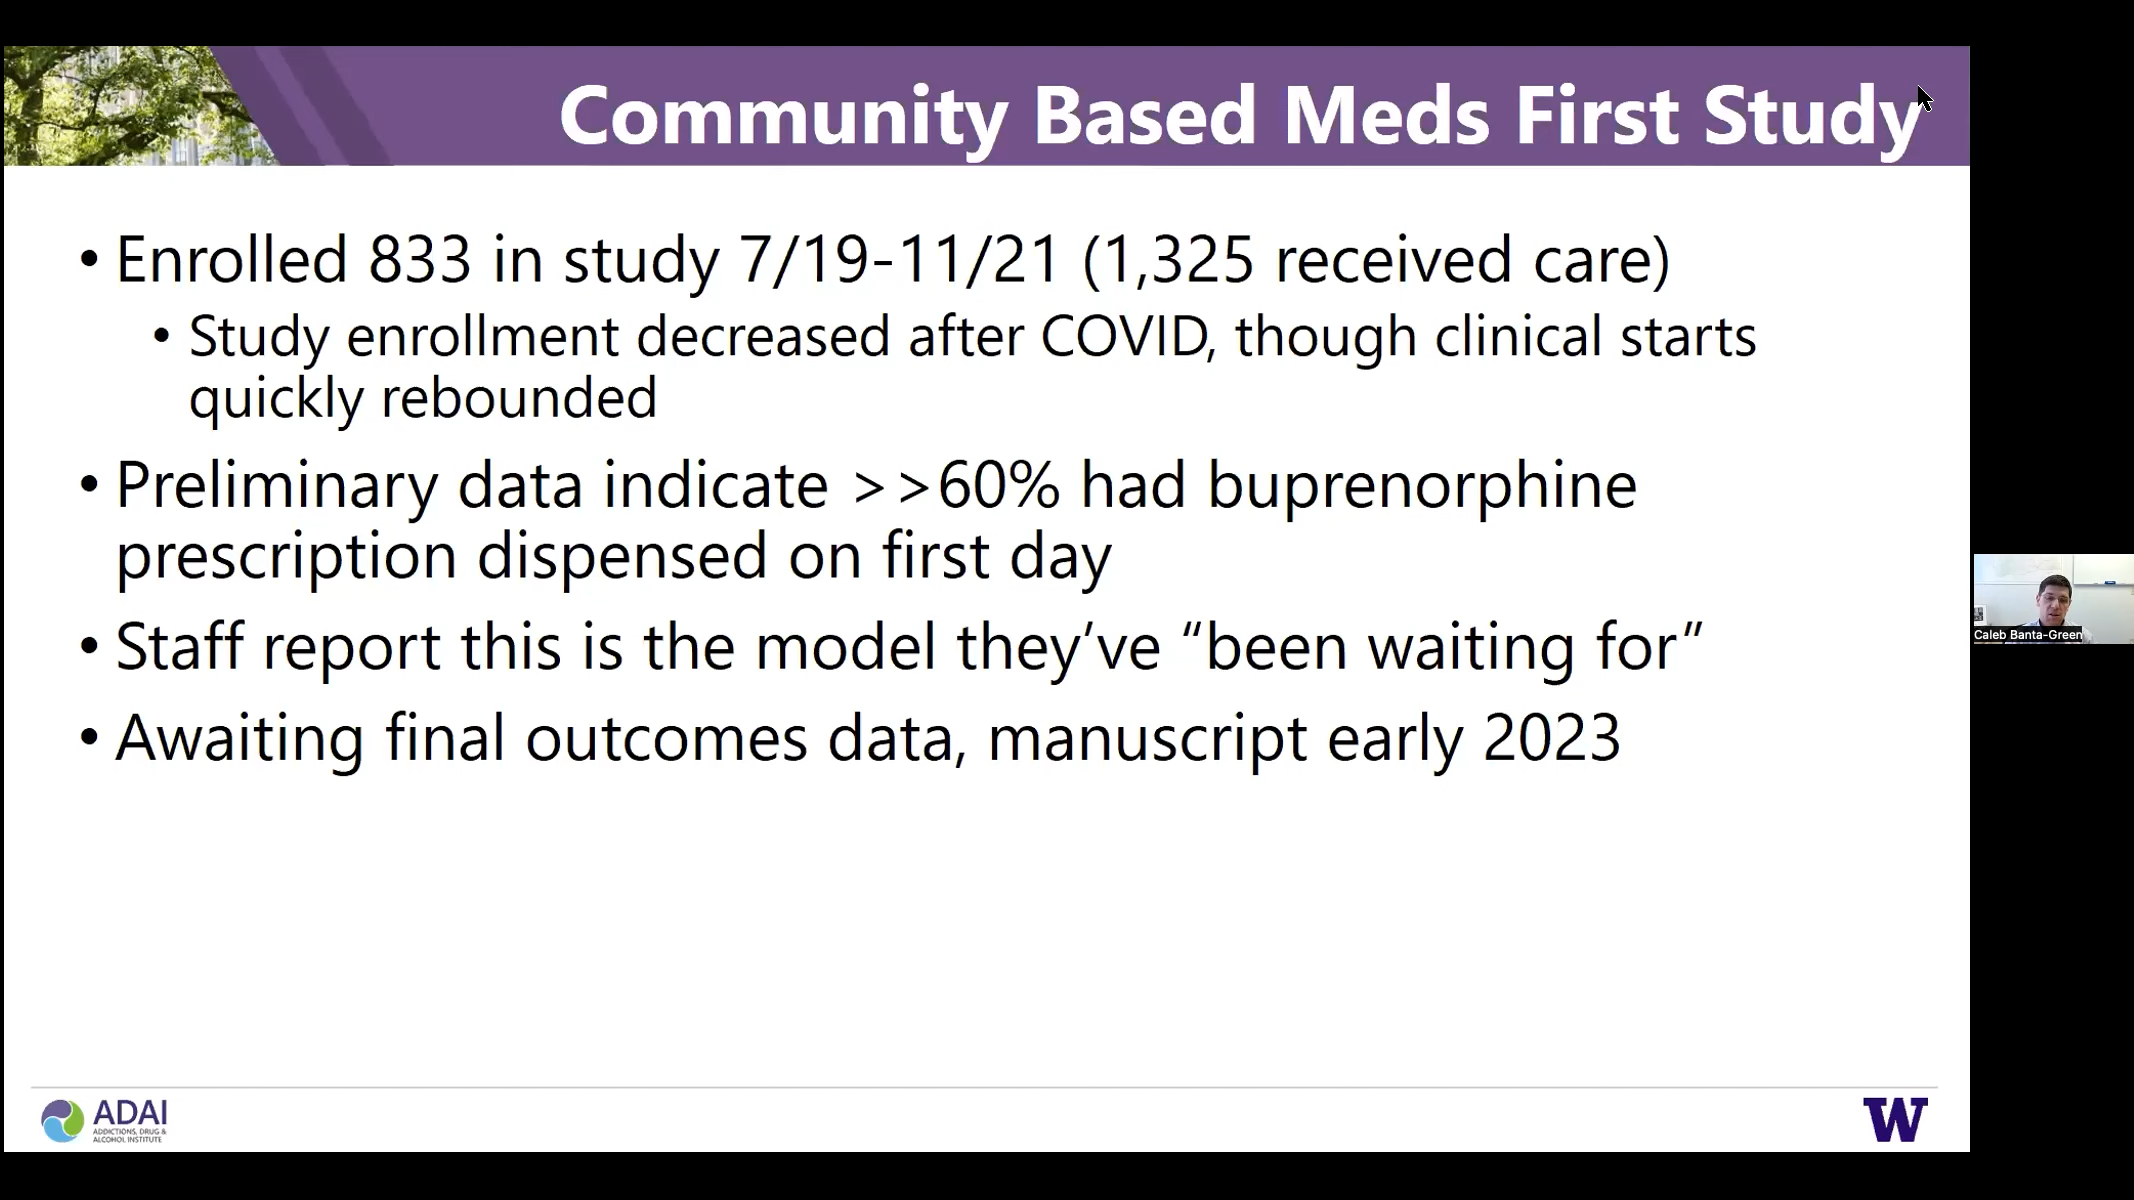 Community Based Meds First Study
• Enrolled 833 in study 7/19-11/21 (1,325 received care)
• Study enrollment decreased after COVID, though clinical starts
quickly rebounded
• Preliminary data indicate >>60% had buprenorphine
prescription dispensed on first day
• Staff report this is the model they’ve “been waiting for”
• Awaiting final outcomes data, manuscript early 2023
Caleb Banta-Green
ADAI
ADDICTIONS, DRUG &
ALCOHOL INSTITUTE
W